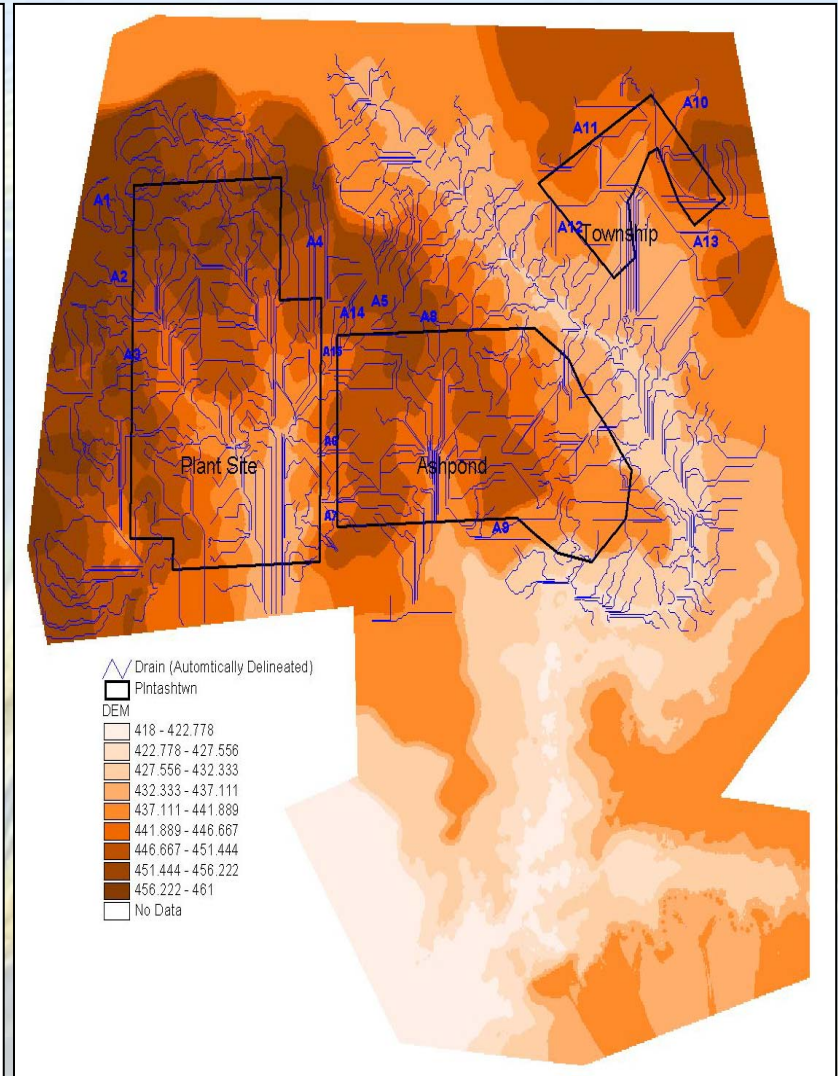 A10
A11
A1
A12
Township
A13
A4
A2
A5
A14
A8
A3
A15
A6
Plant Site
Ashpond
A7
A9
Drain (Automtically Delineated)
Plntashtwn
DEM
418 - 422.778
422.778 - 427.556
427.556 - 432.333
432.333 - 437.111
437.111 - 441.889
441.889 - 446.667
446.667 - 451.444
451.444 - 456.222
456.222 - 461
No Data